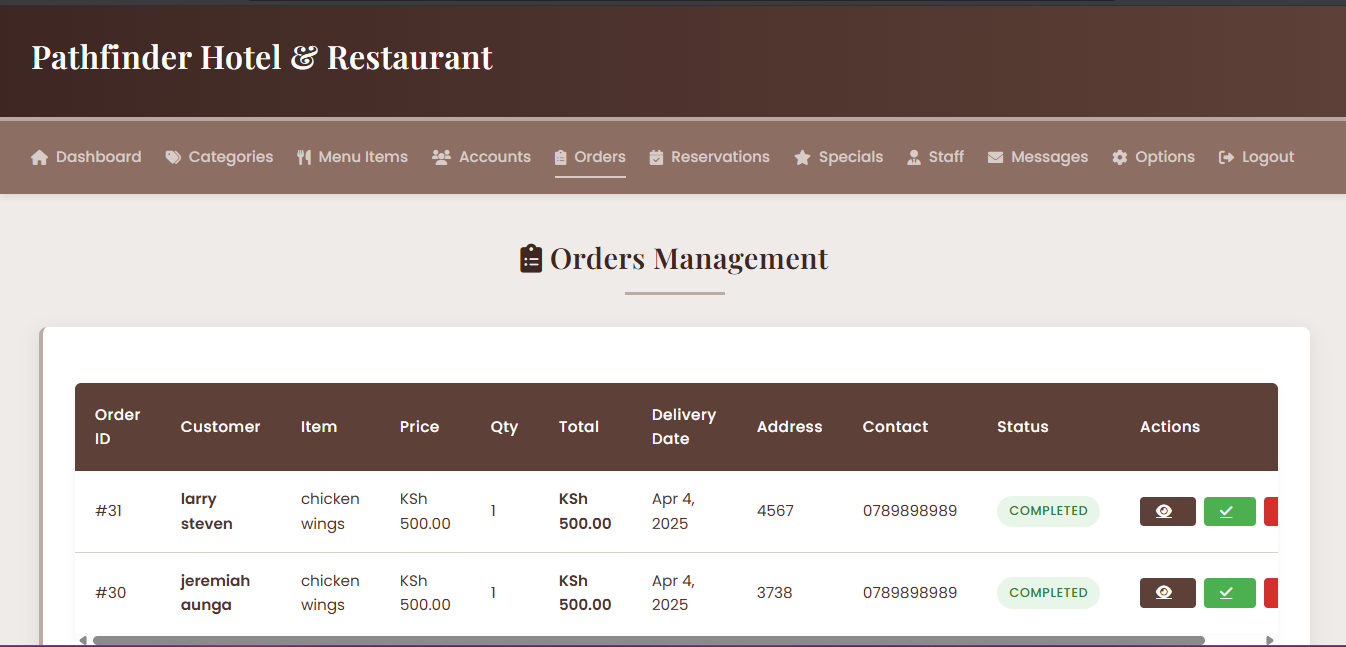 Pathfinder Hotel & Restaurant
Dashboard Categories Menu Items Accounts Orders Reservations Specials Staff Messages Options Logout
Orders Management
Order ID Customer Item Price Qty Total Delivery Date Address Contact Status Actions
#31 larry steven chicken wings KSh 500.00 1 KSh 500.00 Apr 4, 2025 4567 0789898989 COMPLETED
#30 jeremiah aunga chicken wings KSh 500.00 1 KSh 500.00 Apr 4, 2025 3738 0789898989 COMPLETED